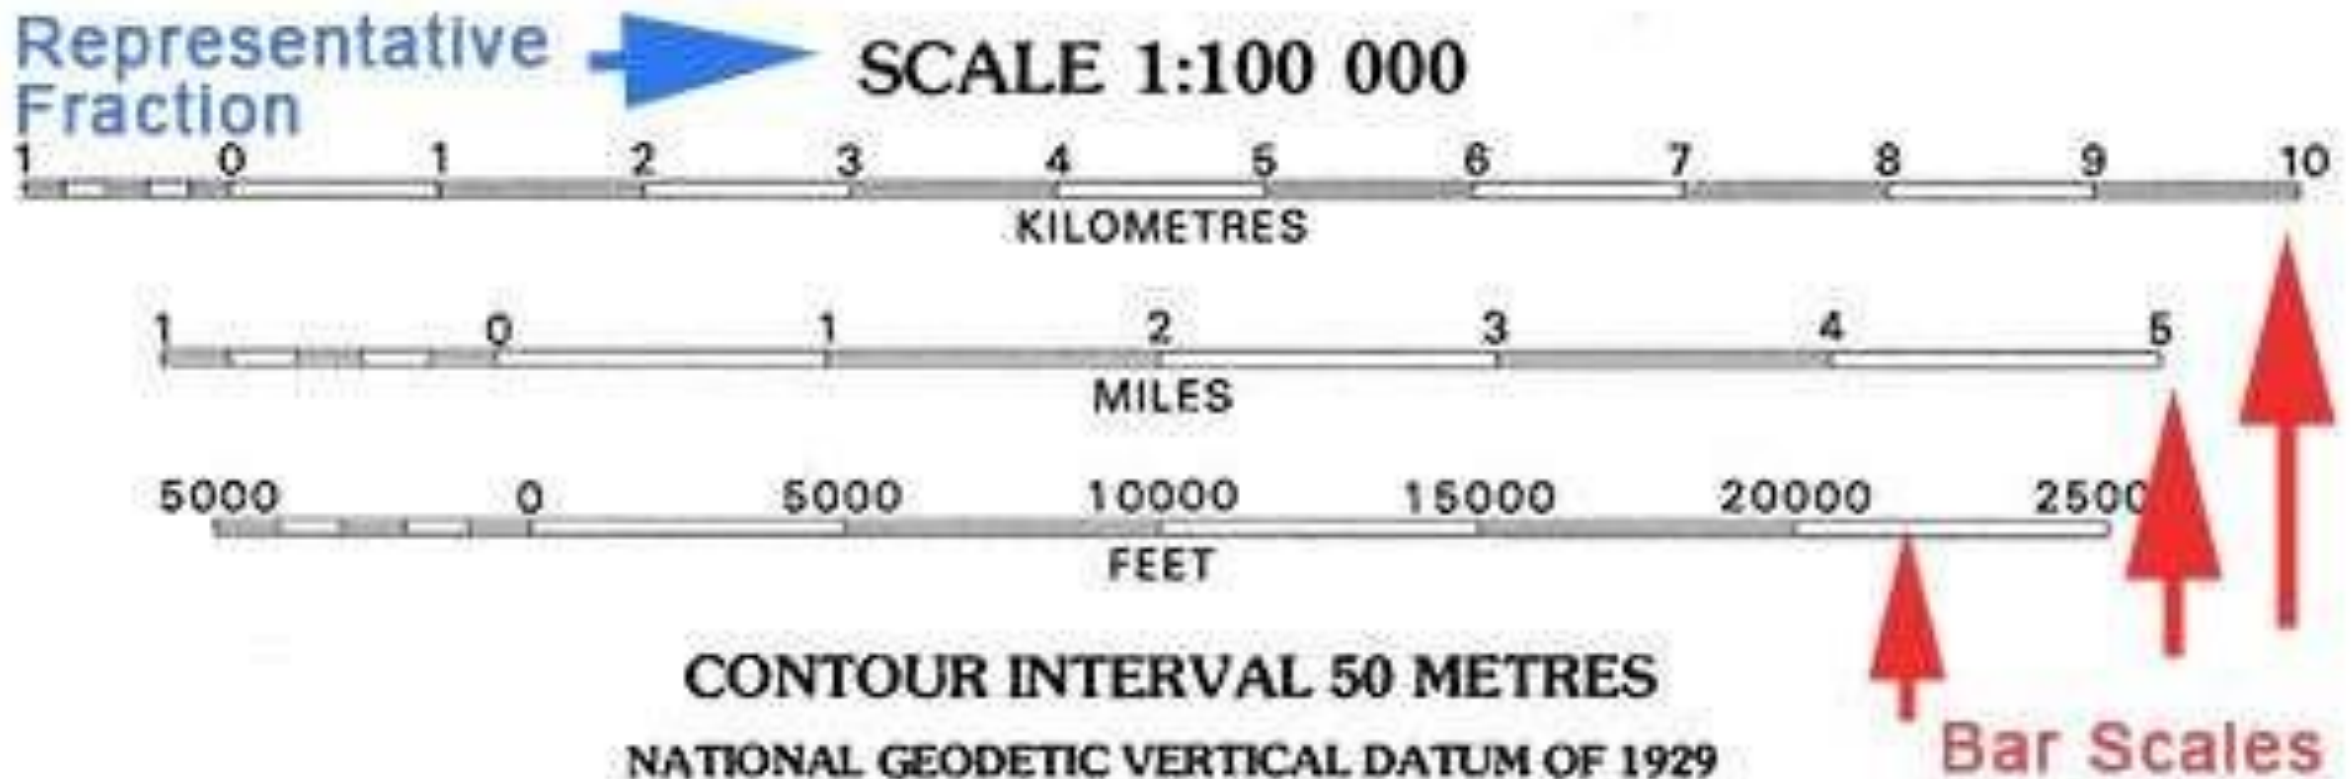 Representative
Fraction
SCALE 1:100 000
1 0 1 2 3 4 5 6 7 8 9 10
KILOMETRES
1 0 1 2 3 4 5
MILES
5000 0 5000 10000 15000 20000 2500
FEET
CONTOUR INTERVAL 50 METRES
NATIONAL GEODETIC VERTICAL DATUM OF 1929
Bar Scales